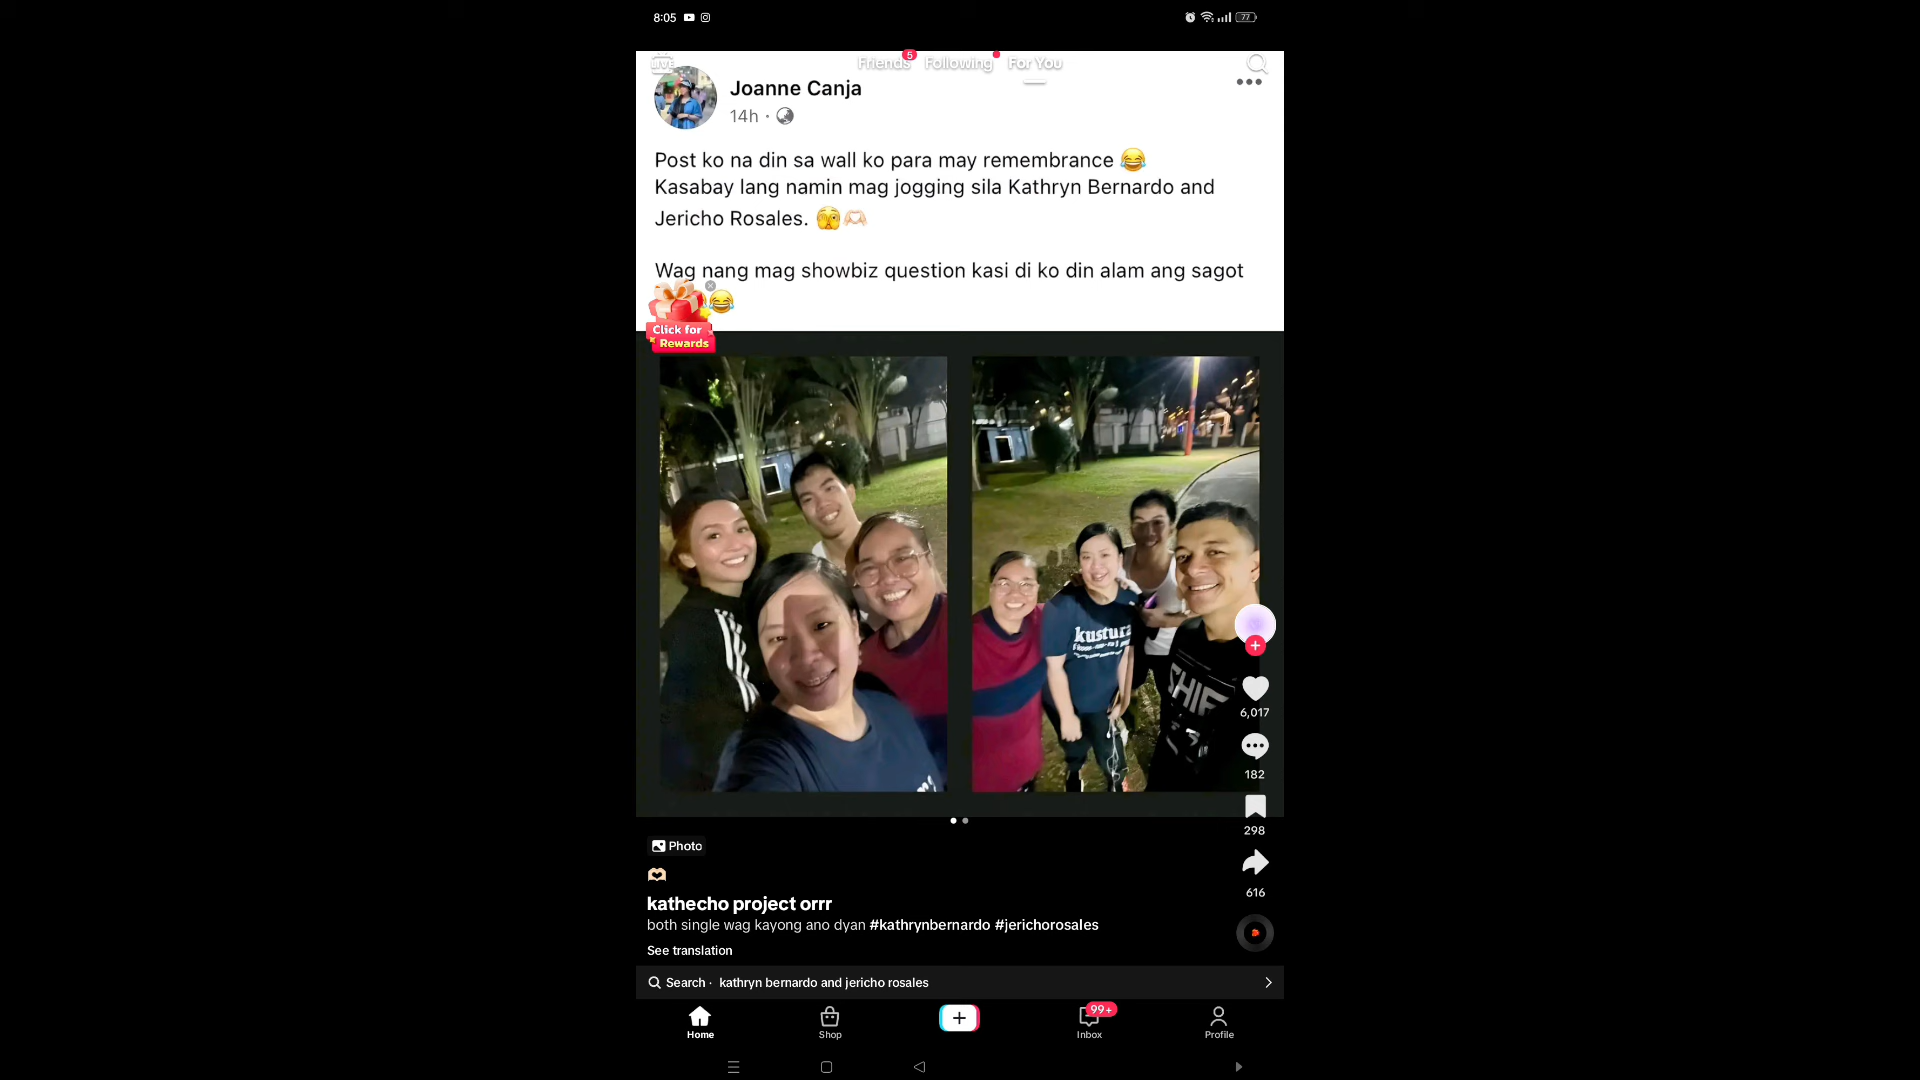 8:05
77
LIVE
Friends 5 Following For You
Joanne Canja
14h ·
Post ko na din sa wall ko para may remembrance 😂
Kasabay lang namin mag jogging sila Kathryn Bernardo and
Jericho Rosales. 🫣🫶🏻
Wag nang mag showbiz question kasi di ko din alam ang sagot
😂
Click for
Rewards
kustura
SHIF
6,017
182
298
616
Photo
🫶🏼
kathecho project orrr
both single wag kayong ano dyan #kathrynbernardo #jerichorosales
See translation
Search · kathryn bernardo and jericho rosales
99+
Home Shop Inbox Profile